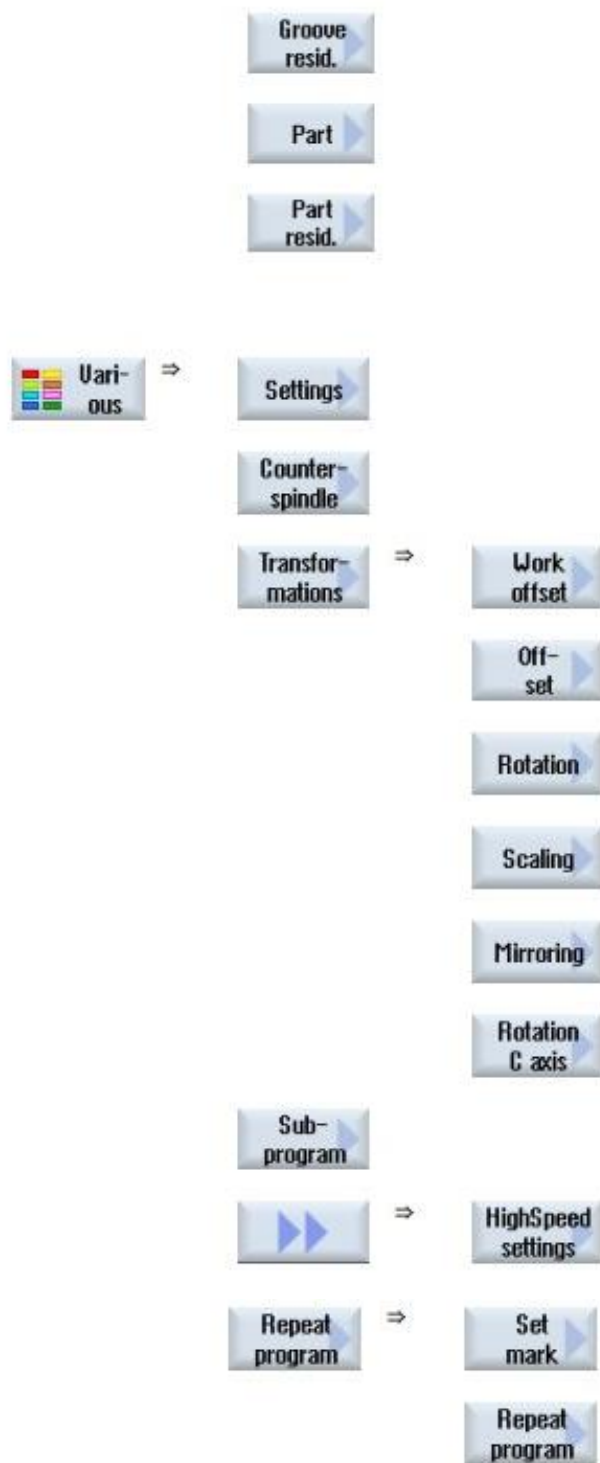 Groove
resid.
Part
Part
resid.
Vari-
ous
⇒
Settings
Counter-
spindle
Transfor-
mations
⇒
Work
offset
Off-
set
Rotation
Scaling
Mirroring
Rotation
C axis
Sub-
program
⇒
HighSpeed
settings
Repeat
program
⇒
Set
mark
Repeat
program